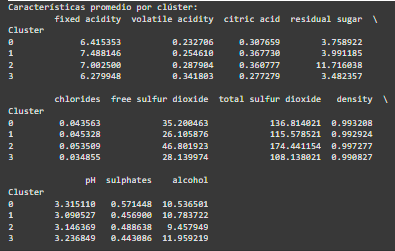 Características promedio por clúster:
fixed acidity volatile acidity citric acid residual sugar \
Cluster
0 6.415353 0.232706 0.307659 3.758922
1 7.488146 0.254610 0.367730 3.991185
2 7.002500 0.287904 0.360777 11.716038
3 6.279948 0.341803 0.277279 3.482357
chlorides free sulfur dioxide total sulfur dioxide density \
Cluster
0 0.043563 35.200463 136.814021 0.993208
1 0.045328 26.105876 115.578521 0.992924
2 0.053509 46.801923 174.441154 0.997277
3 0.034855 28.139974 108.138021 0.990827
pH sulphates alcohol
Cluster
0 3.315110 0.571448 10.536501
1 3.090527 0.456900 10.783722
2 3.146369 0.488638 9.457949
3 3.236849 0.443086 11.959219